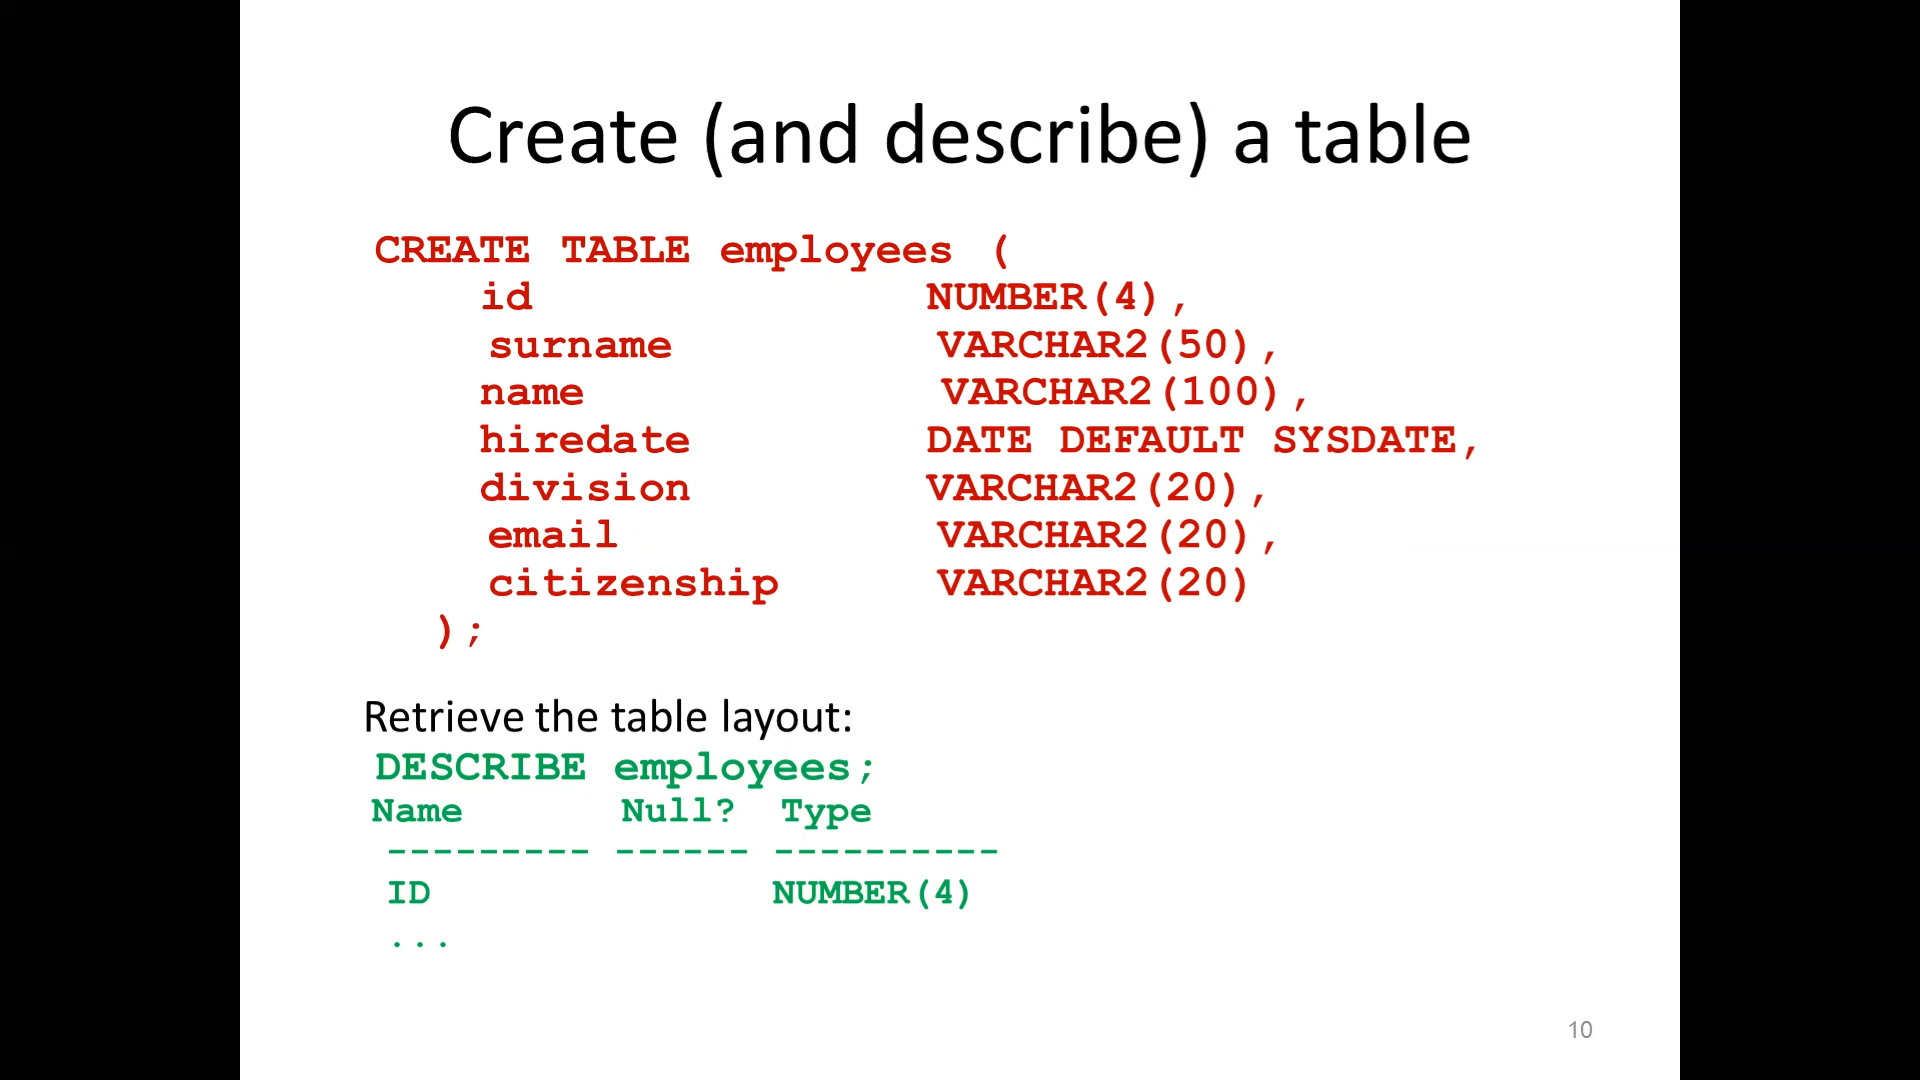 Create (and describe) a table
CREATE TABLE employees (
id NUMBER(4),
surname VARCHAR2(50),
name VARCHAR2(100),
hiredate DATE DEFAULT SYSDATE,
division VARCHAR2(20),
email VARCHAR2(20),
citizenship VARCHAR2(20)
);
Retrieve the table layout:
DESCRIBE employees;
Name Null? Type
--------- ------ ----------
ID NUMBER(4)
...
10